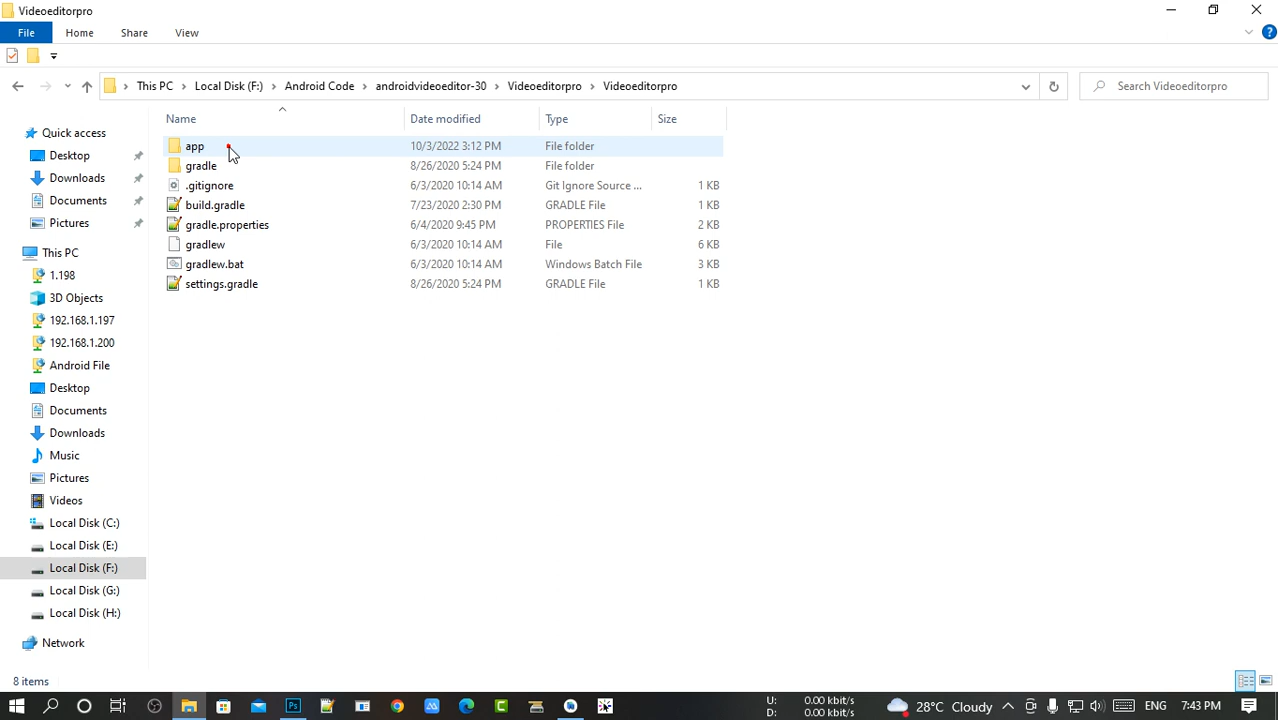 Videoeditorpro
File Home Share View
This PC Local Disk (F:) Android Code androidvideoeditor-30 Videoeditorpro Videoeditorpro Search Videoeditorpro
Name Date modified Type Size
app 10/3/2022 3:12 PM File folder
gradle 8/26/2020 5:24 PM File folder
.gitignore 6/3/2020 10:14 AM Git Ignore Source ... 1 KB
build.gradle 7/23/2020 2:30 PM GRADLE File 1 KB
gradle.properties 6/4/2020 9:45 PM PROPERTIES File 2 KB
gradlew 6/3/2020 10:14 AM File 6 KB
gradlew.bat 6/3/2020 10:14 AM Windows Batch File 3 KB
settings.gradle 8/26/2020 5:24 PM GRADLE File 1 KB
Quick access
Desktop
Downloads
Documents
Pictures
This PC
1.198
3D Objects
192.168.1.197
192.168.1.200
Android File
Desktop
Documents
Downloads
Music
Pictures
Videos
Local Disk (C:)
Local Disk (E:)
Local Disk (F:)
Local Disk (G:)
Local Disk (H:)
Network
8 items
Ps
U: 0.00 kbit/s
D: 0.00 kbit/s
28°C Cloudy ENG 7:43 PM